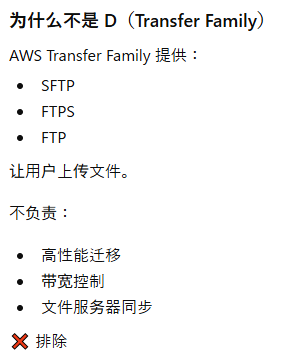 为什么不是 D（Transfer Family）
AWS Transfer Family 提供：
• SFTP
• FTPS
• FTP
让用户上传文件。
不负责：
• 高性能迁移
• 带宽控制
• 文件服务器同步
❌ 排除